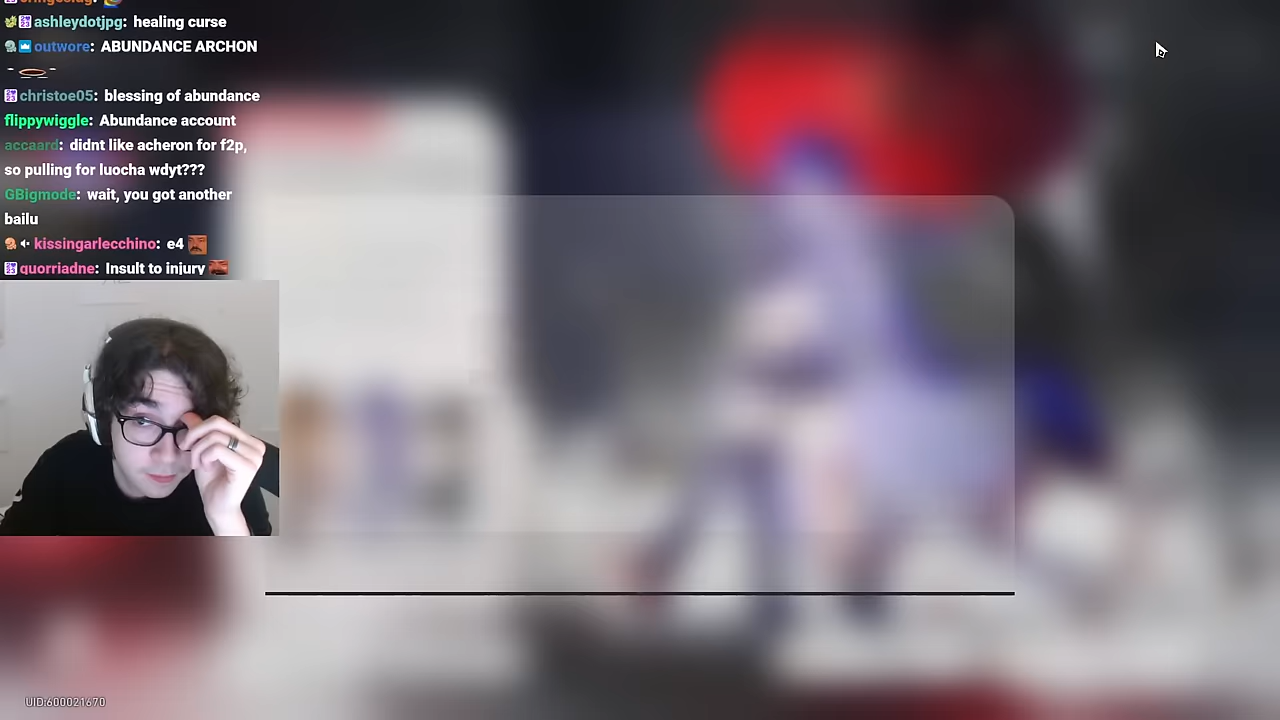 ashleydotjpg: healing curse
outwore: ABUNDANCE ARCHON
christoe05: blessing of abundance
flippywiggle: Abundance account
accaard: didnt like acheron for f2p,
so pulling for luocha wdyt???
GBigmode: wait, you got another
bailu
kissingarlecchino: e4
quorriadne: Insult to injury
UID:600021670